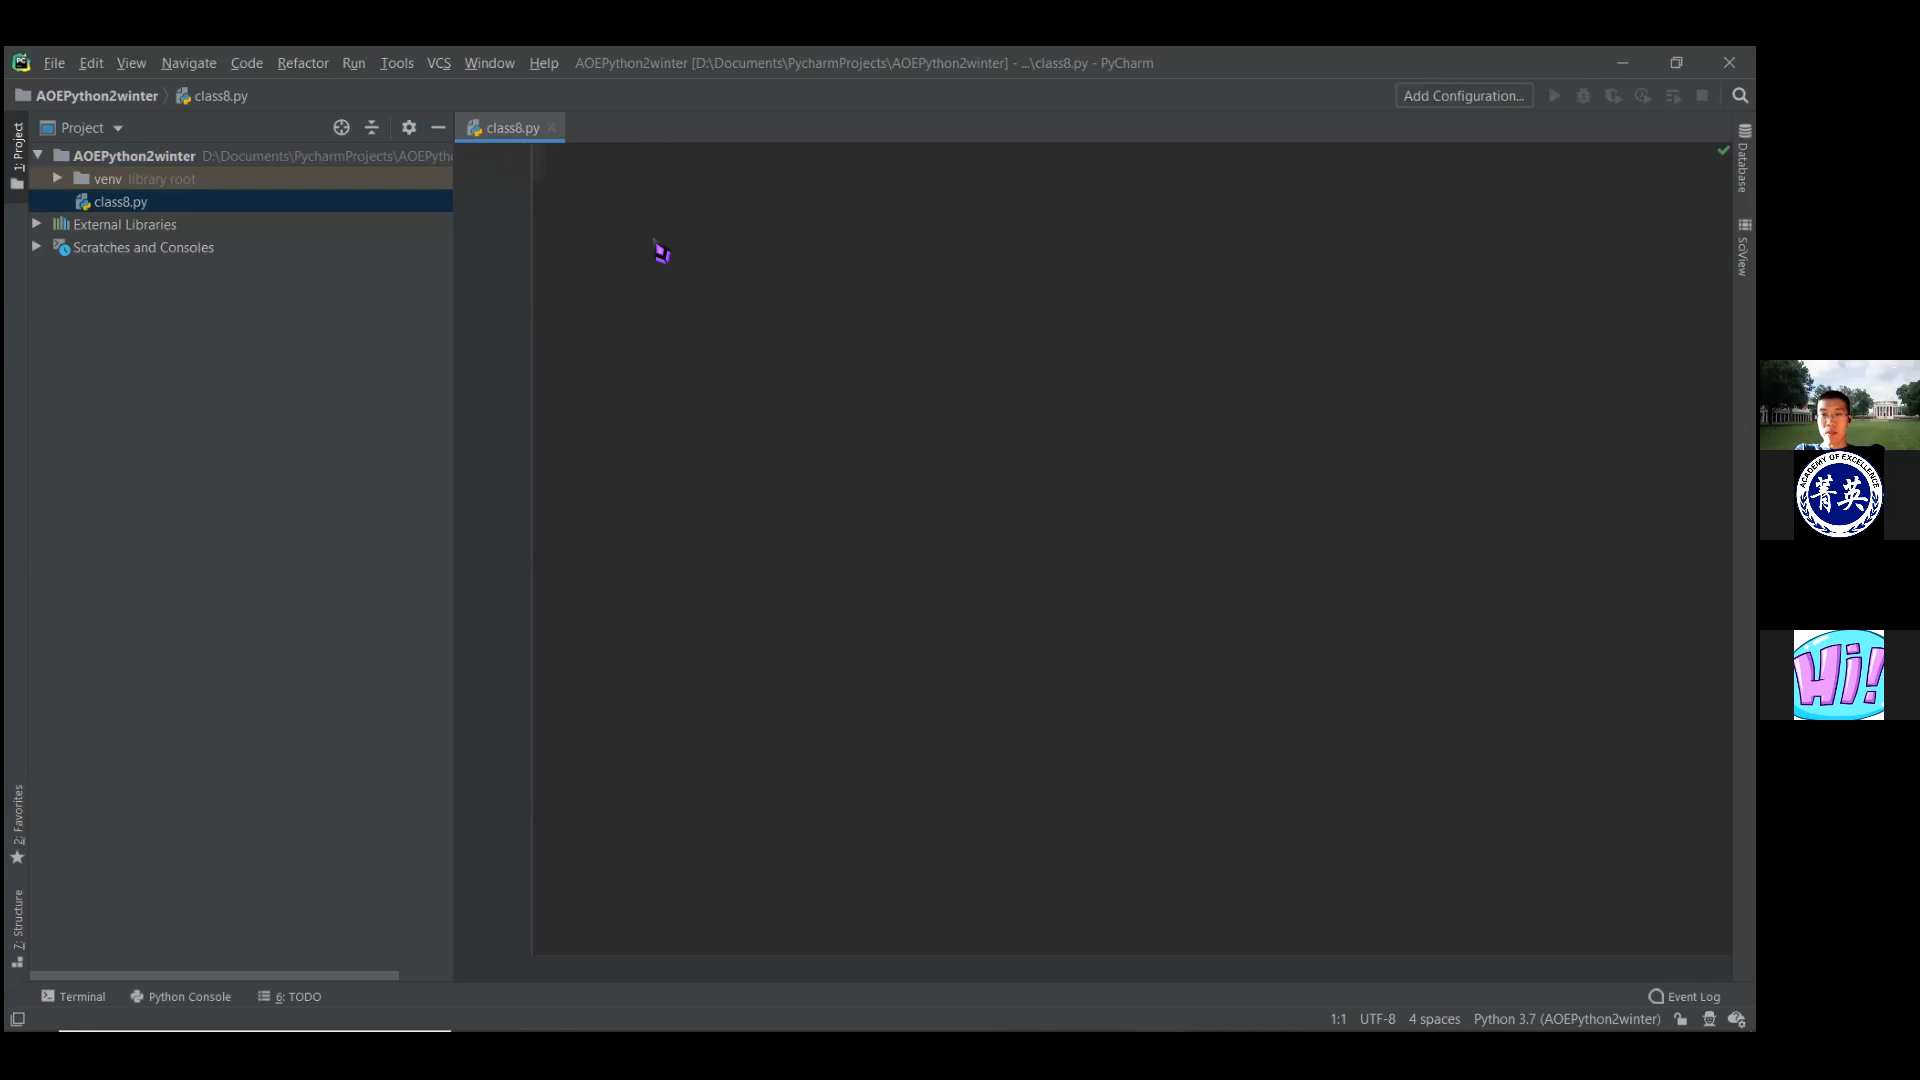 File Edit View Navigate Code Refactor Run Tools VCS Window Help AOEPython2winter [D:\Documents\PycharmProjects\AOEPython2winter] - ...\class8.py - PyCharm
AOEPython2winter class8.py Add Configuration...
Project class8.py
1: Project
AOEPython2winter D:\Documents\PycharmProjects\AOEPyth
venv library root
class8.py
External Libraries
Scratches and Consoles
Database
SciView
ACADEMY OF EXCELLENCE
菁英
Hi!
2: Favorites
7: Structure
Terminal Python Console 6: TODO Event Log
1:1 UTF-8 4 spaces Python 3.7 (AOEPython2winter)